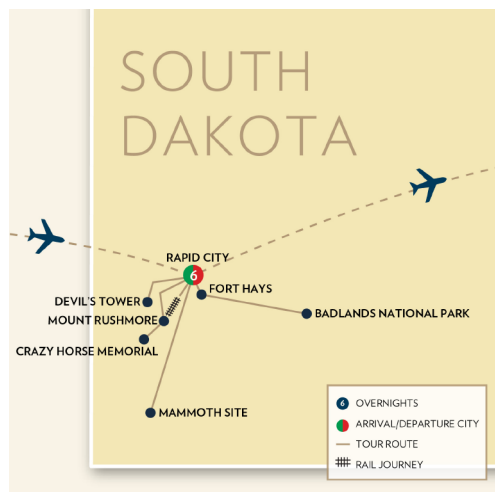 SOUTH
DAKOTA
RAPID CITY
6
FORT HAYS
DEVIL'S TOWER
BADLANDS NATIONAL PARK
MOUNT RUSHMORE
CRAZY HORSE MEMORIAL
MAMMOTH SITE
6 OVERNIGHTS
ARRIVAL/DEPARTURE CITY
TOUR ROUTE
RAIL JOURNEY